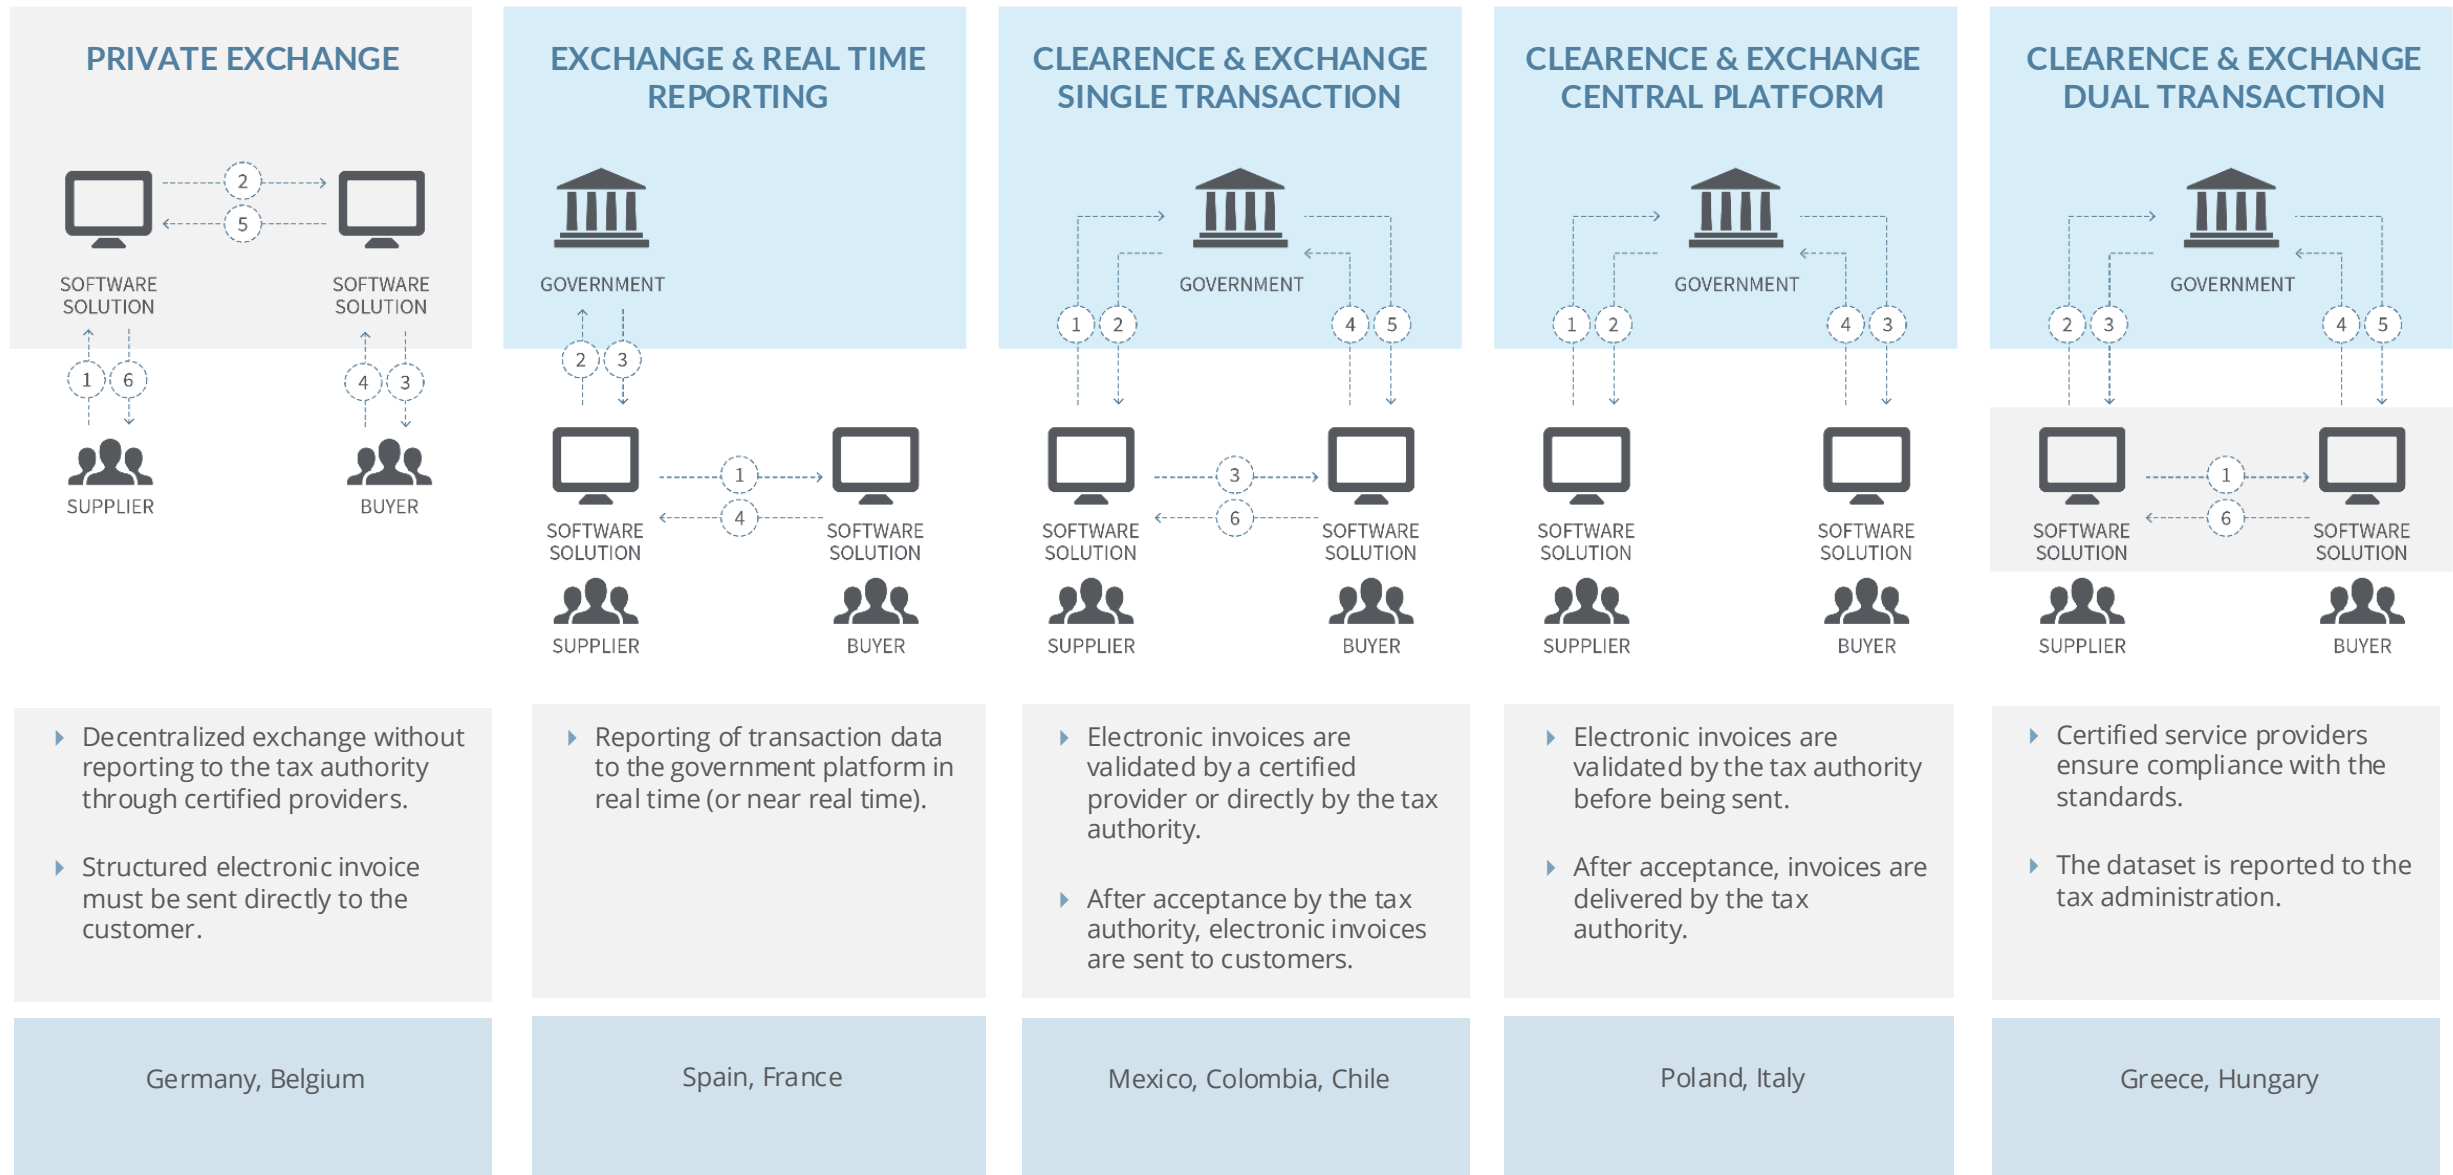 PRIVATE EXCHANGE
2
5
SOFTWARE
SOLUTION
SOFTWARE
SOLUTION
1
6
4
3
SUPPLIER
BUYER
Decentralized exchange without
reporting to the tax authority
through certified providers.
Structured electronic invoice
must be sent directly to the
customer.
Germany, Belgium
EXCHANGE & REAL TIME
REPORTING
GOVERNMENT
2
3
1
4
SOFTWARE
SOLUTION
SOFTWARE
SOLUTION
SUPPLIER
BUYER
Reporting of transaction data
to the government platform in
real time (or near real time).
Spain, France
CLEARENCE & EXCHANGE
SINGLE TRANSACTION
GOVERNMENT
1
2
4
5
3
6
SOFTWARE
SOLUTION
SOFTWARE
SOLUTION
SUPPLIER
BUYER
Electronic invoices are
validated by a certified
provider or directly by the tax
authority.
After acceptance by the tax
authority, electronic invoices
are sent to customers.
Mexico, Colombia, Chile
CLEARENCE & EXCHANGE
CENTRAL PLATFORM
GOVERNMENT
1
2
4
3
SOFTWARE
SOLUTION
SOFTWARE
SOLUTION
SUPPLIER
BUYER
Electronic invoices are
validated by the tax authority
before being sent.
After acceptance, invoices are
delivered by the tax
authority.
Poland, Italy
CLEARENCE & EXCHANGE
DUAL TRANSACTION
GOVERNMENT
2
3
4
5
1
6
SOFTWARE
SOLUTION
SOFTWARE
SOLUTION
SUPPLIER
BUYER
Certified service providers
ensure compliance with the
standards.
The dataset is reported to the
tax administration.
Greece, Hungary